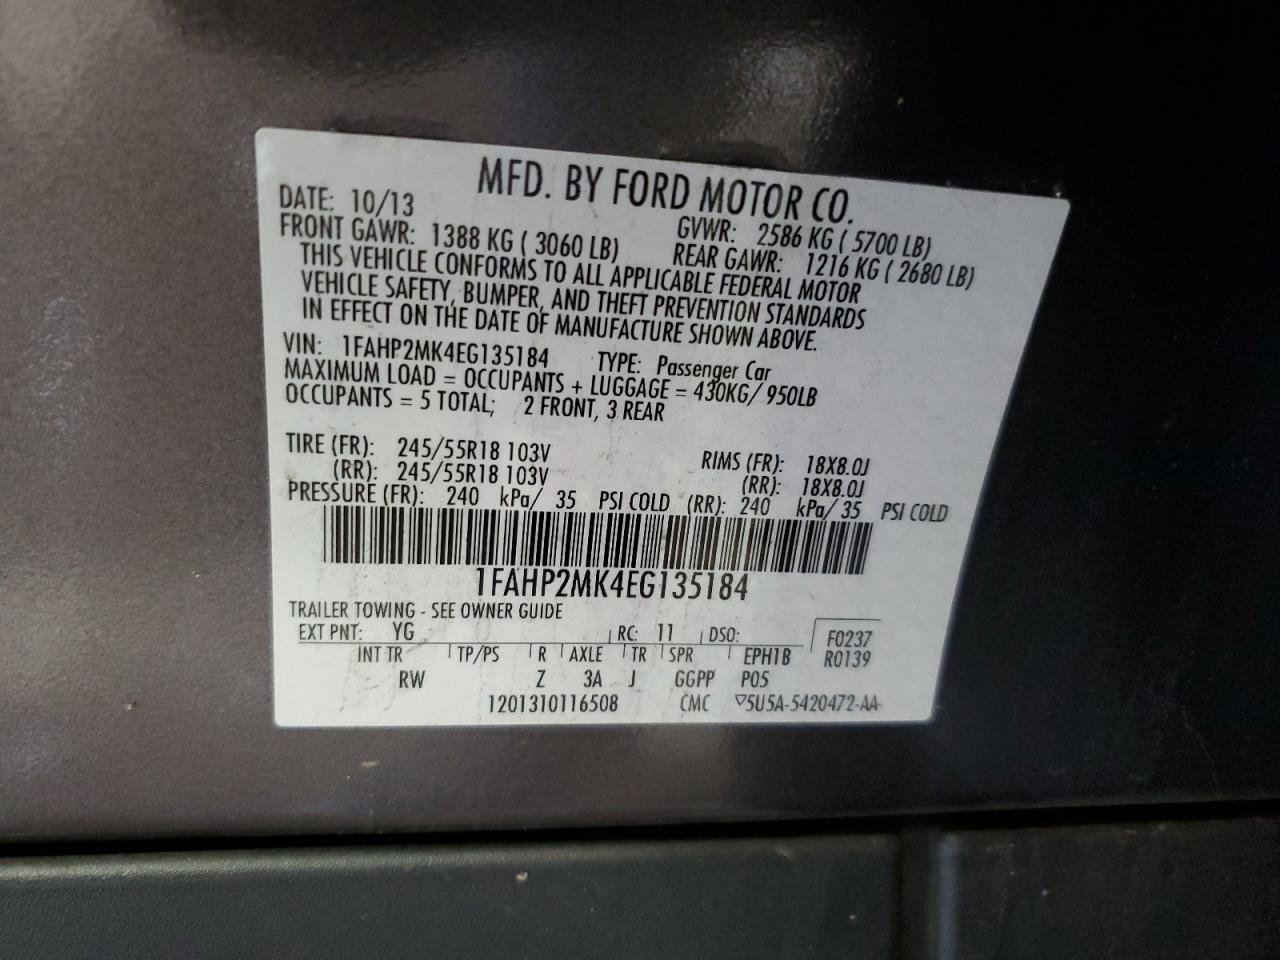 MFD. BY FORD MOTOR CO.
DATE: 10/13
GVWR: 2586 KG ( 5700 LB)
FRONT GAWR: 1388 KG ( 3060 LB)
REAR GAWR: 1216 KG ( 2680 LB)
THIS VEHICLE CONFORMS TO ALL APPLICABLE FEDERAL MOTOR
VEHICLE SAFETY, BUMPER, AND THEFT PREVENTION STANDARDS
IN EFFECT ON THE DATE OF MANUFACTURE SHOWN ABOVE.
VIN: 1FAHP2MK4EG135184 TYPE: Passenger Car
MAXIMUM LOAD = OCCUPANTS + LUGGAGE = 430KG/ 950LB
OCCUPANTS = 5 TOTAL; 2 FRONT, 3 REAR
TIRE (FR): 245/55R18 103V RIMS (FR): 18X8.0J
(RR): 245/55R18 103V (RR): 18X8.0J
PRESSURE (FR): 240 kPa/ 35 PSI COLD (RR): 240 kPa/ 35 PSI COLD
1FAHP2MK4EG135184
TRAILER TOWING - SEE OWNER GUIDE
EXT PNT: YG RC: 11 DSO: F0237
INT TR TP/PS R AXLE TR SPR EPH1B R0139
RW Z 3A J GGPP P05
1201310116508 CMC ▽5U5A-5420472-AA